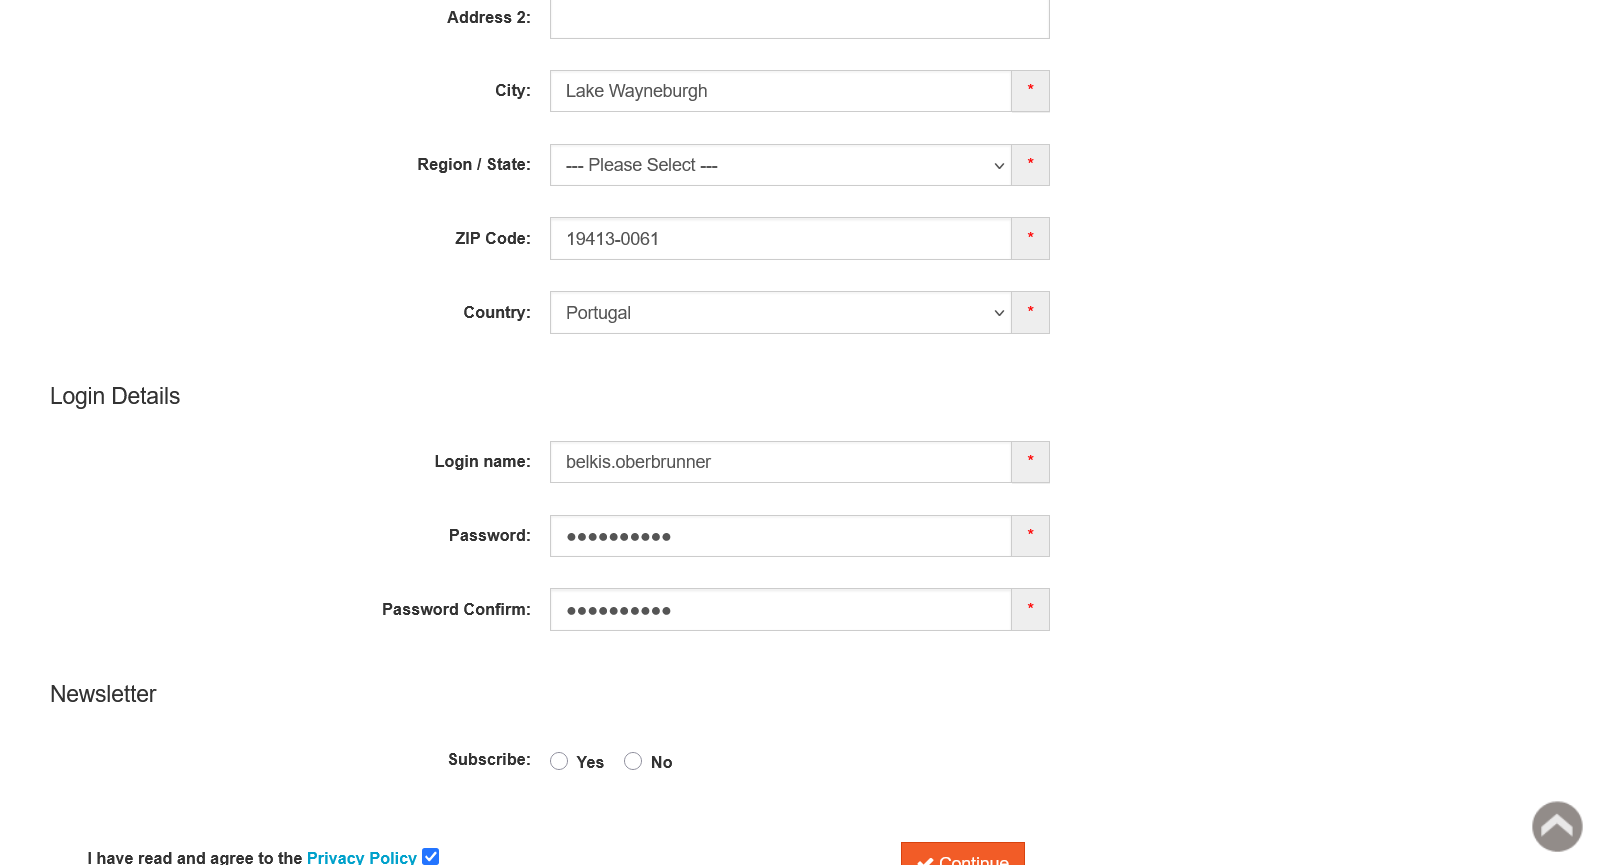 Address 2:
City: Lake Wayneburgh *
Region / State: --- Please Select --- *
ZIP Code: 19413-0061 *
Country: Portugal *
Login Details
Login name: belkis.oberbrunner *
Password: ●●●●●●●●●● *
Password Confirm: ●●●●●●●●●● *
Newsletter
Subscribe: Yes No
I have read and agree to the Privacy Policy Continue